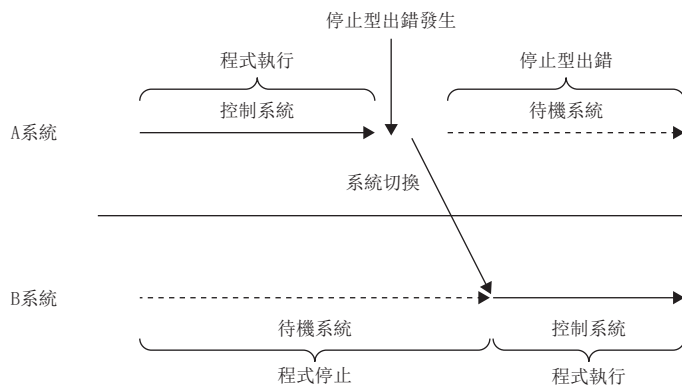 停止型出錯發生
程式執行
停止型出錯
控制系統
待機系統
A系統
系統切換
B系統
待機系統
控制系統
程式停止
程式執行